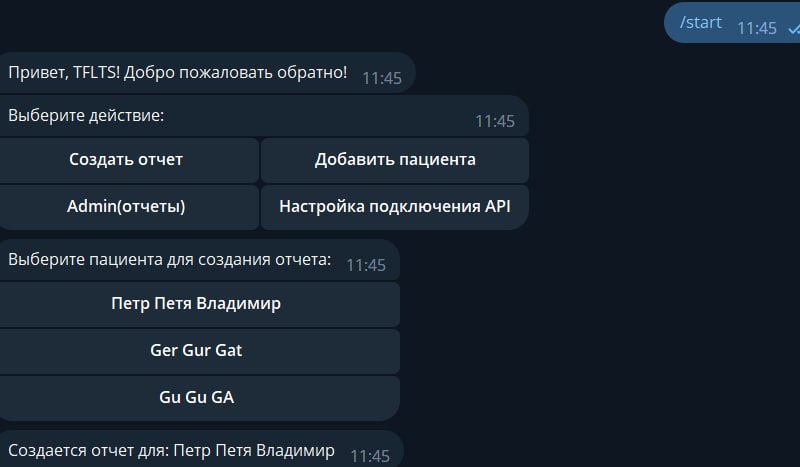 /start 11:45
Привет, TFLTS! Добро пожаловать обратно! 11:45
Выберите действие: 11:45
Создать отчет Добавить пациента
Admin(отчеты) Настройка подключения API
Выберите пациента для создания отчета: 11:45
Петр Петя Владимир
Ger Gur Gat
Gu Gu GA
Создается отчет для: Петр Петя Владимир 11:45